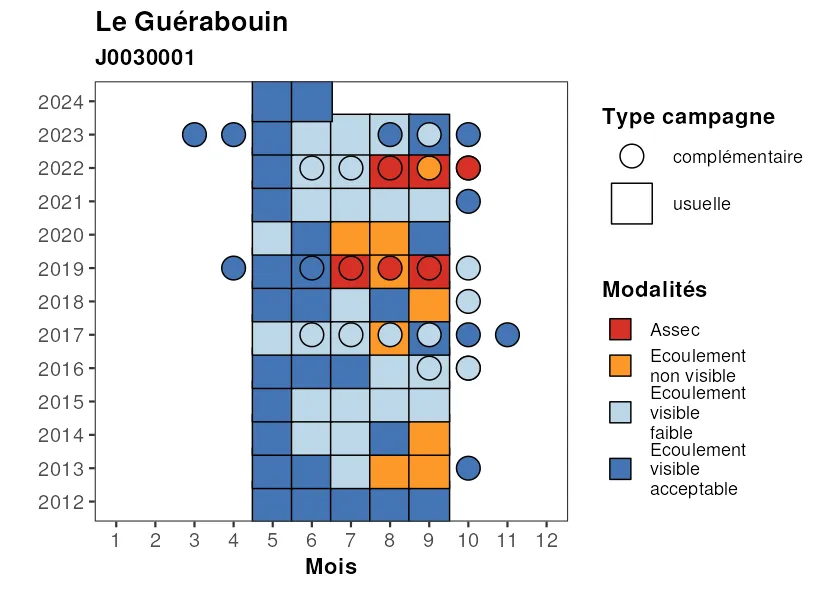 Le Guérabouin
J0030001
2024
2023
2022
2021
2020
2019
2018
2017
2016
2015
2014
2013
2012
1 2 3 4 5 6 7 8 9 10 11 12
Mois
Type campagne
complémentaire
usuelle
Modalités
Assec
Ecoulement
non visible
Ecoulement
visible
faible
Ecoulement
visible
acceptable